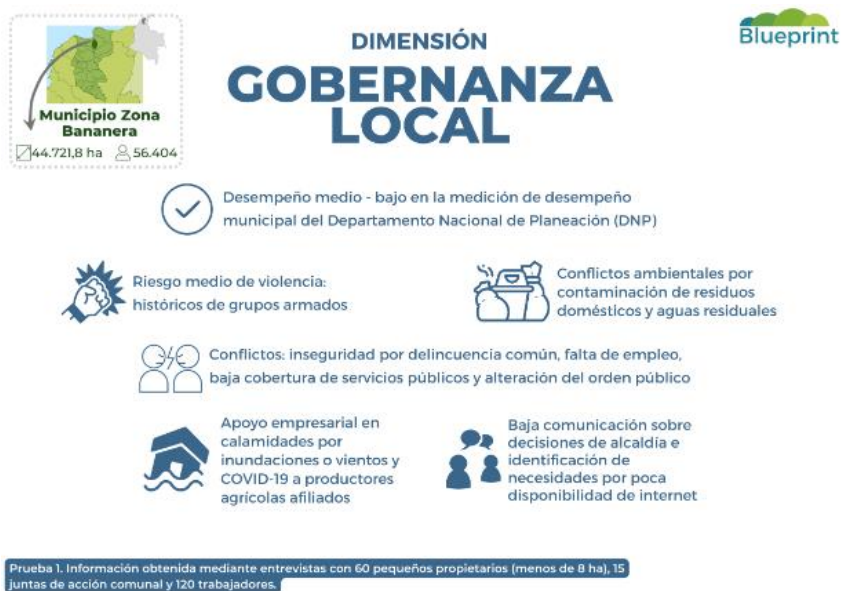 Blueprint
Municipio Zona
Bananera
44.721,8 ha 56.404
DIMENSIÓN
GOBERNANZA
LOCAL
Desempeño medio - bajo en la medición de desempeño
municipal del Departamento Nacional de Planeación (DNP)
Riesgo medio de violencia:
históricos de grupos armados
Conflictos ambientales por
contaminación de residuos
domésticos y aguas residuales
Conflictos: inseguridad por delincuencia común, falta de empleo,
baja cobertura de servicios públicos y alteración del orden público
Apoyo empresarial en
calamidades por
inundaciones o vientos y
COVID-19 a productores
agrícolas afiliados
Baja comunicación sobre
decisiones de alcaldía e
identificación de
necesidades por poca
disponibilidad de internet
Prueba 1. Información obtenida mediante entrevistas con 60 pequeños propietarios (menos de 8 ha), 15
juntas de acción comunal y 120 trabajadores.